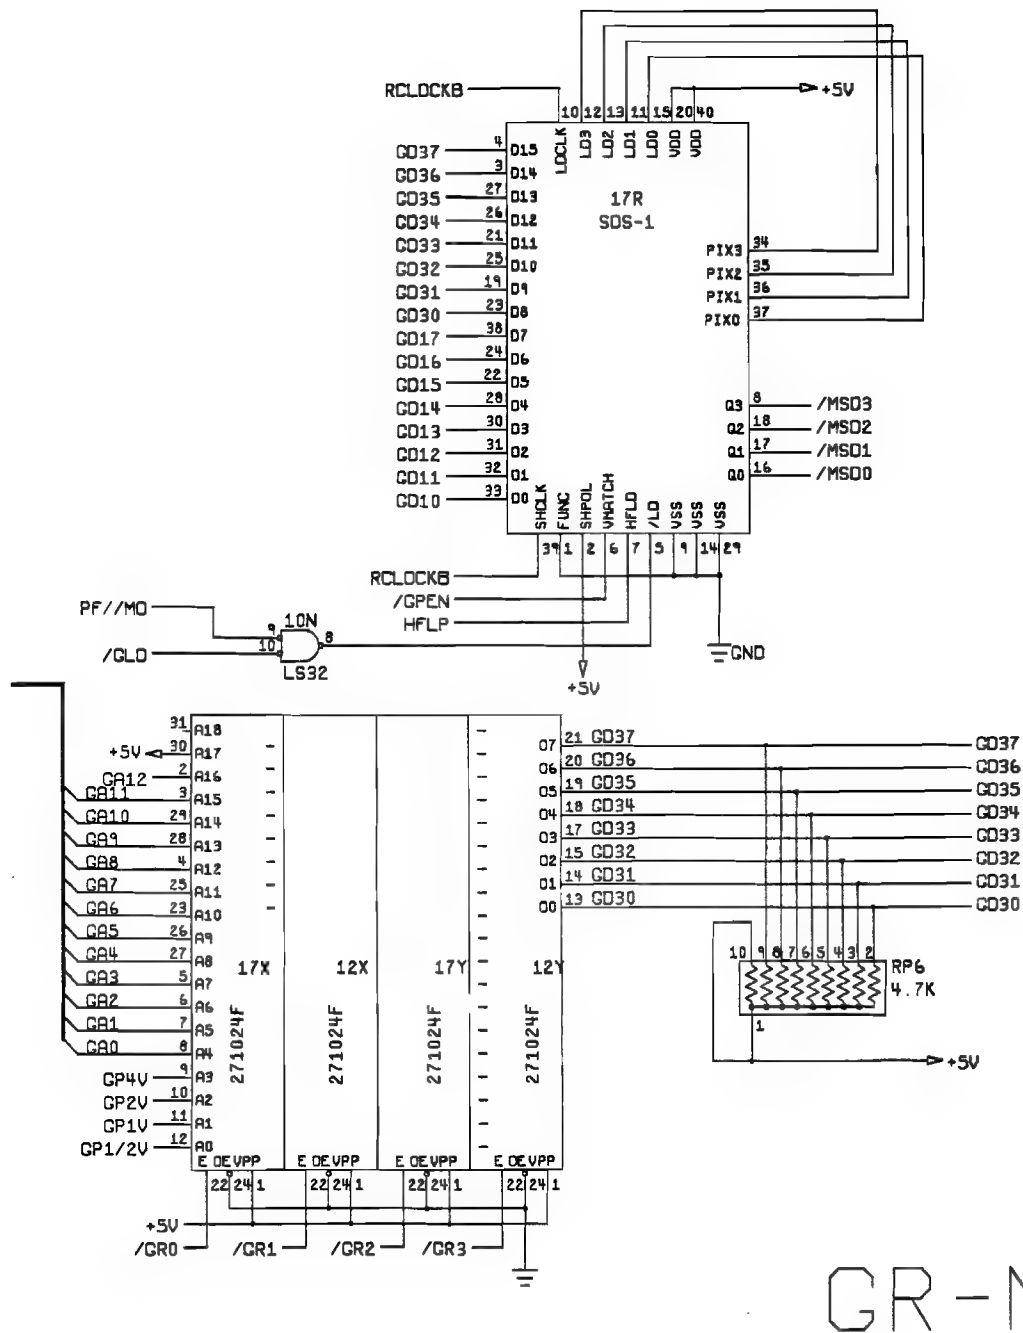 RCLOCKB
+5V
10 12 13 11 15 20 40
LDCLK LD3 LD2 LD1 LD0 VDD VDD
17R
SDS-1
GD37 4 D15
GD36 3 D14
GD35 27 D13
GD34 26 D12
GD33 21 D11
GD32 25 D10
GD31 19 D9
GD30 23 D8
GD17 38 D7
GD16 24 D6
GD15 22 D5
GD14 28 D4
GD13 30 D3
GD12 31 D2
GD11 32 D1
GD10 33 D0
PIX3 34
PIX2 35
PIX1 36
PIX0 37
Q3 8 /MSD3
Q2 18 /MSD2
Q1 17 /MSD1
Q0 16 /MSD0
SHCLK FUNC SHPOL VMATCH HFLD /LD VSS VSS VSS
39 1 2 6 7 5 9 14 29
RCLOCKB
/GPEN
HFLP
PF//MO
/GLD
9
10
10N
8
LS32
GND
+5V
31 A18
+5V 30 A17
GA12 2 A16
GA11 3 A15
GA10 29 A14
GA9 28 A13
GA8 4 A12
GA7 25 A11
GA6 23 A10
GA5 26 A9
GA4 27 A8
GA3 5 A7
GA2 6 A6
GA1 7 A5
GA0 8 A4
GP4V 9 A3
GP2V 10 A2
GP1V 11 A1
GP1/2V 12 A0
17X 12X 17Y 12Y
271024F 271024F 271024F 271024F
O7 21 GD37 GD37
O6 20 GD36 GD36
O5 19 GD35 GD35
O4 18 GD34 GD34
O3 17 GD33 GD33
O2 15 GD32 GD32
O1 14 GD31 GD31
O0 13 GD30 GD30
10 9 8 7 6 5 4 3 2
RP6
4.7K
1
+5V
E OE VPP E OE VPP E OE VPP E OE VPP
22 24 1 22 24 1 22 24 1 22 24 1
+5V
/GR0 /GR1 /GR2 /GR3
GR-M